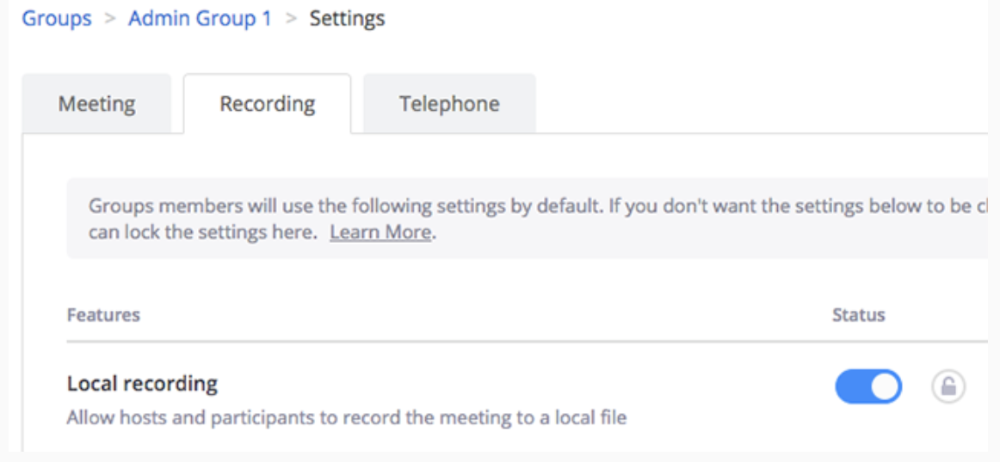 Groups > Admin Group 1 > Settings
Meeting Recording Telephone
Groups members will use the following settings by default. If you don't want the settings below to be
can lock the settings here. Learn More.
Features Status
Local recording
Allow hosts and participants to record the meeting to a local file